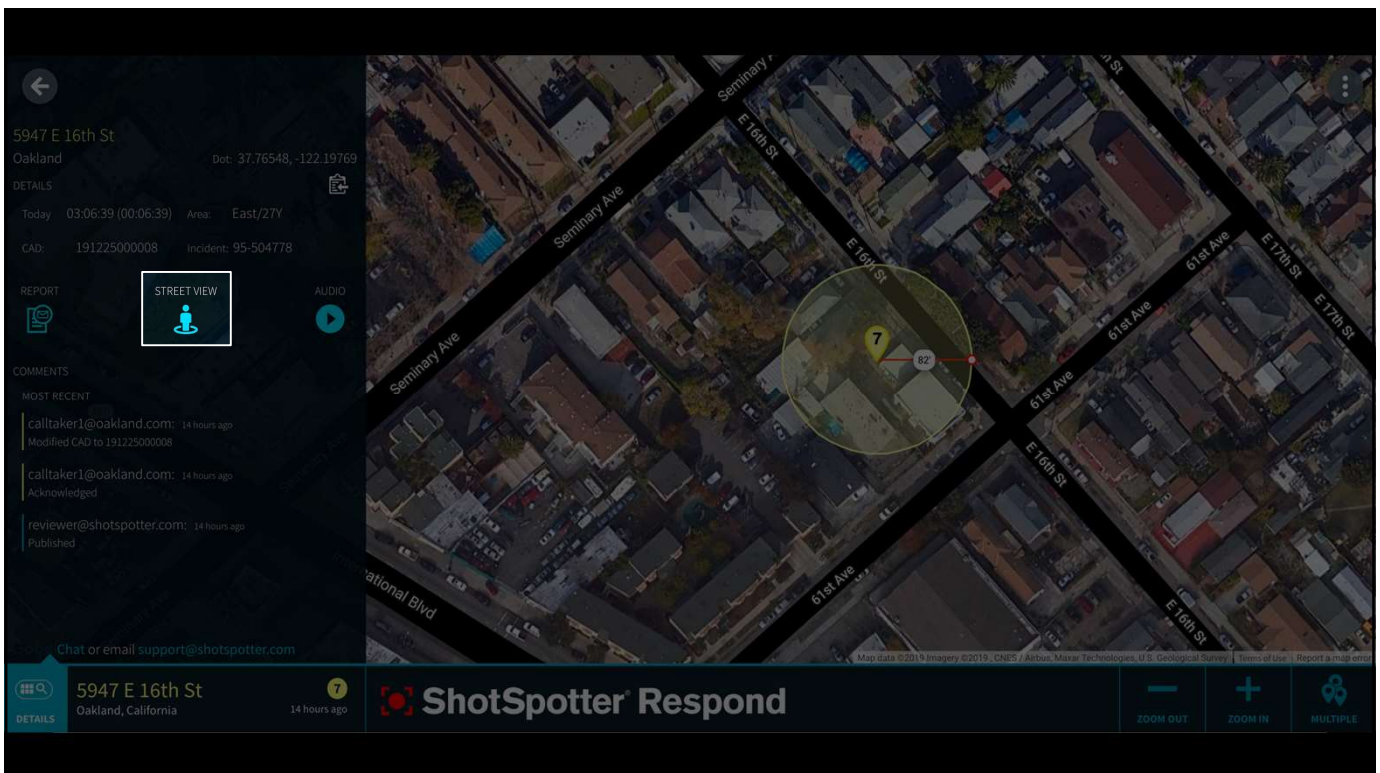 5947 E 16th St
Oakland
Dot: 37.76548, -122.19769
DETAILS
Today 03:06:39 (00:06:39) Area: East/27Y
CAD: 191225000008 Incident: 95-504778
REPORT
STREET VIEW
AUDIO
COMMENTS
MOST RECENT
calltaker1@oakland.com: 14 hours ago
Modified CAD to 191225000008
calltaker1@oakland.com: 14 hours ago
Acknowledged
reviewer@shotspotter.com: 14 hours ago
Published
Chat or email support@shotspotter.com
Seminary
E 16th St
Seminary Ave
E 16th St
61st Ave
E 17th St
E 17th St
61st Ave
Seminary Ave
7
82'
61st Ave
E 16th St
61st Ave
E 16th St
ational Blvd
Map data ©2019 Imagery ©2019 , CNES / Airbus, Maxar Technologies, U.S. Geological Survey
Terms of Use
Report a map error
DETAILS
5947 E 16th St
Oakland, California
7
14 hours ago
ShotSpotter® Respond
ZOOM OUT
ZOOM IN
MULTIPLE